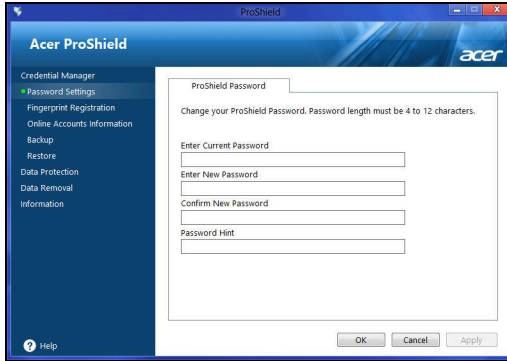 ProShield
Acer ProShield
acer
Credential Manager
Password Settings
Fingerprint Registration
Online Accounts Information
Backup
Restore
Data Protection
Data Removal
Information
Help
ProShield Password
Change your ProShield Password. Password length must be 4 to 12 characters.
Enter Current Password
Enter New Password
Confirm New Password
Password Hint
OK
Cancel
Apply